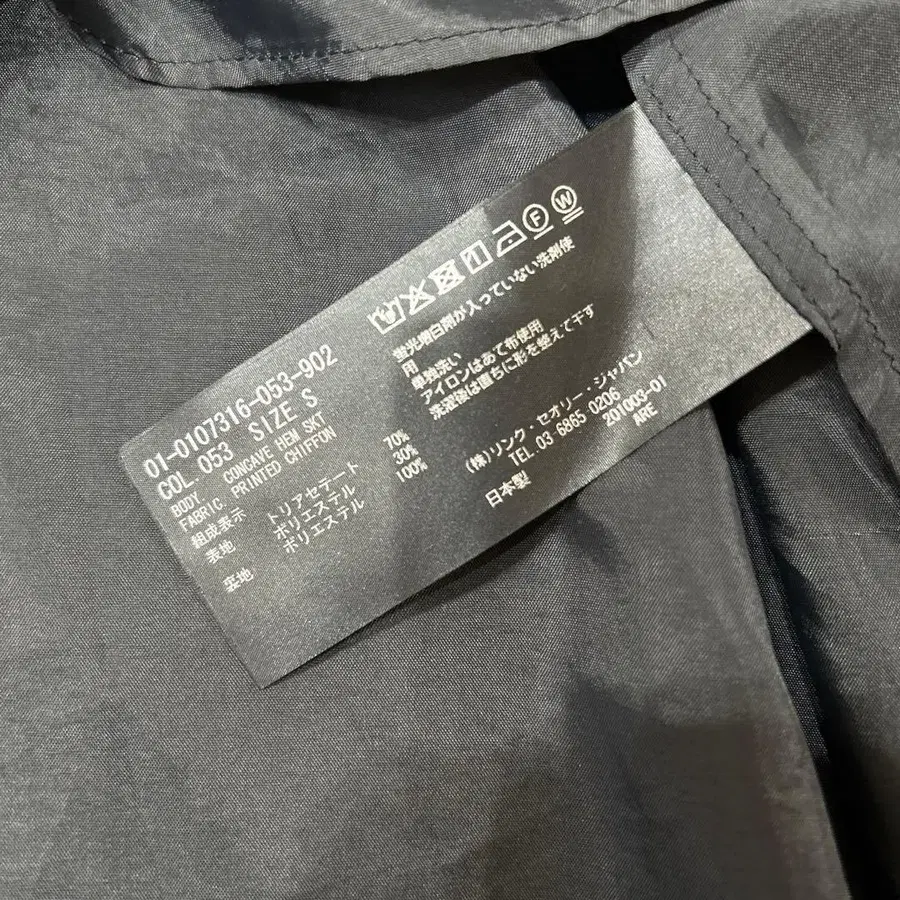 01-0107316-053-902
COL. 053 SIZE S
BODY. CONCAVE HEM SKT
FABRIC. PRINTED CHIFFON
組成表示
表地 トリアセテート 70%
ポリエステル 30%
裏地 ポリエステル 100%
F W
蛍光増白剤が入っていない洗剤使
用
単独洗い
アイロンはあて布使用
洗濯後は直ちに形を整えて干す
(株)リンク・セオリー・ジャパン
TEL. 03 6865 0206
201003-01
ARE
日本製